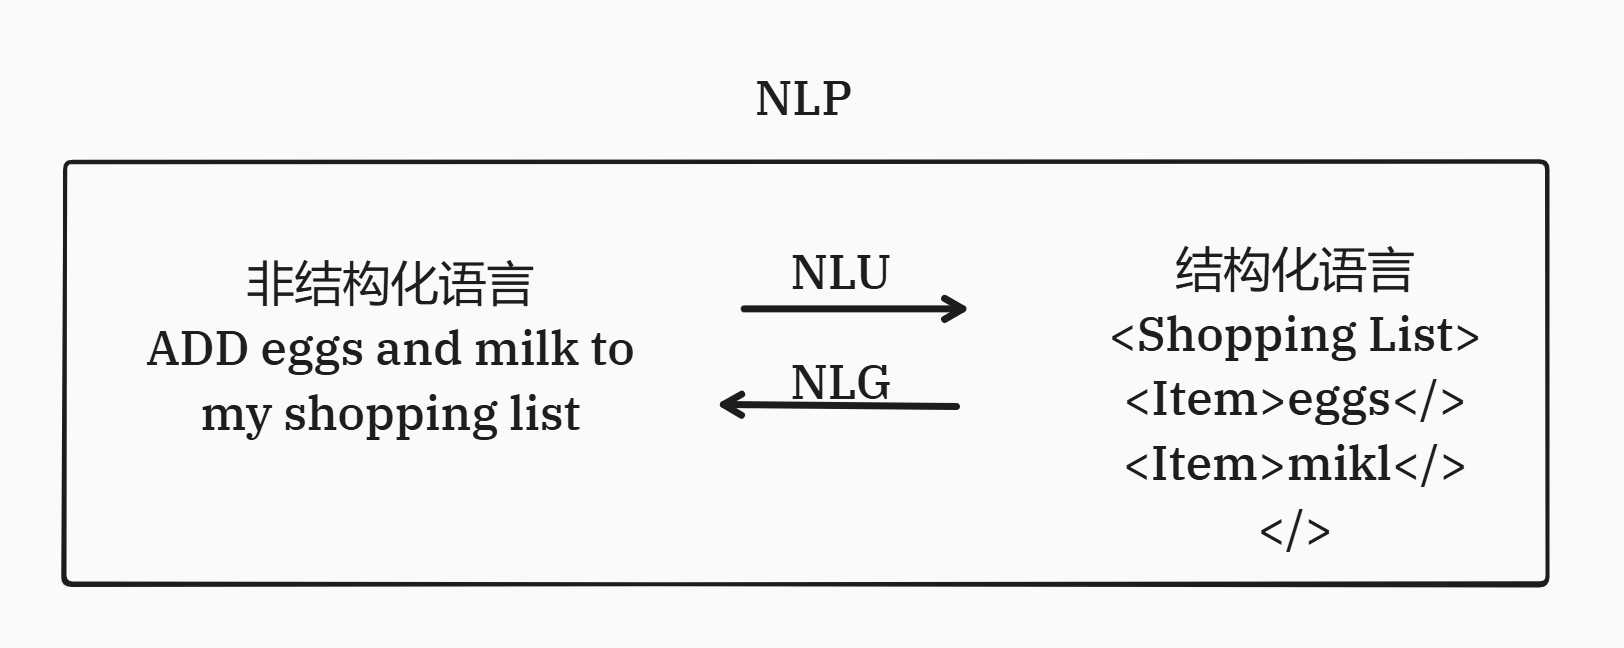 NLP
非结构化语言
ADD eggs and milk to
my shopping list
NLU
NLG
结构化语言
<Shopping List>
<Item>eggs</>
<Item>mikl</>
</>